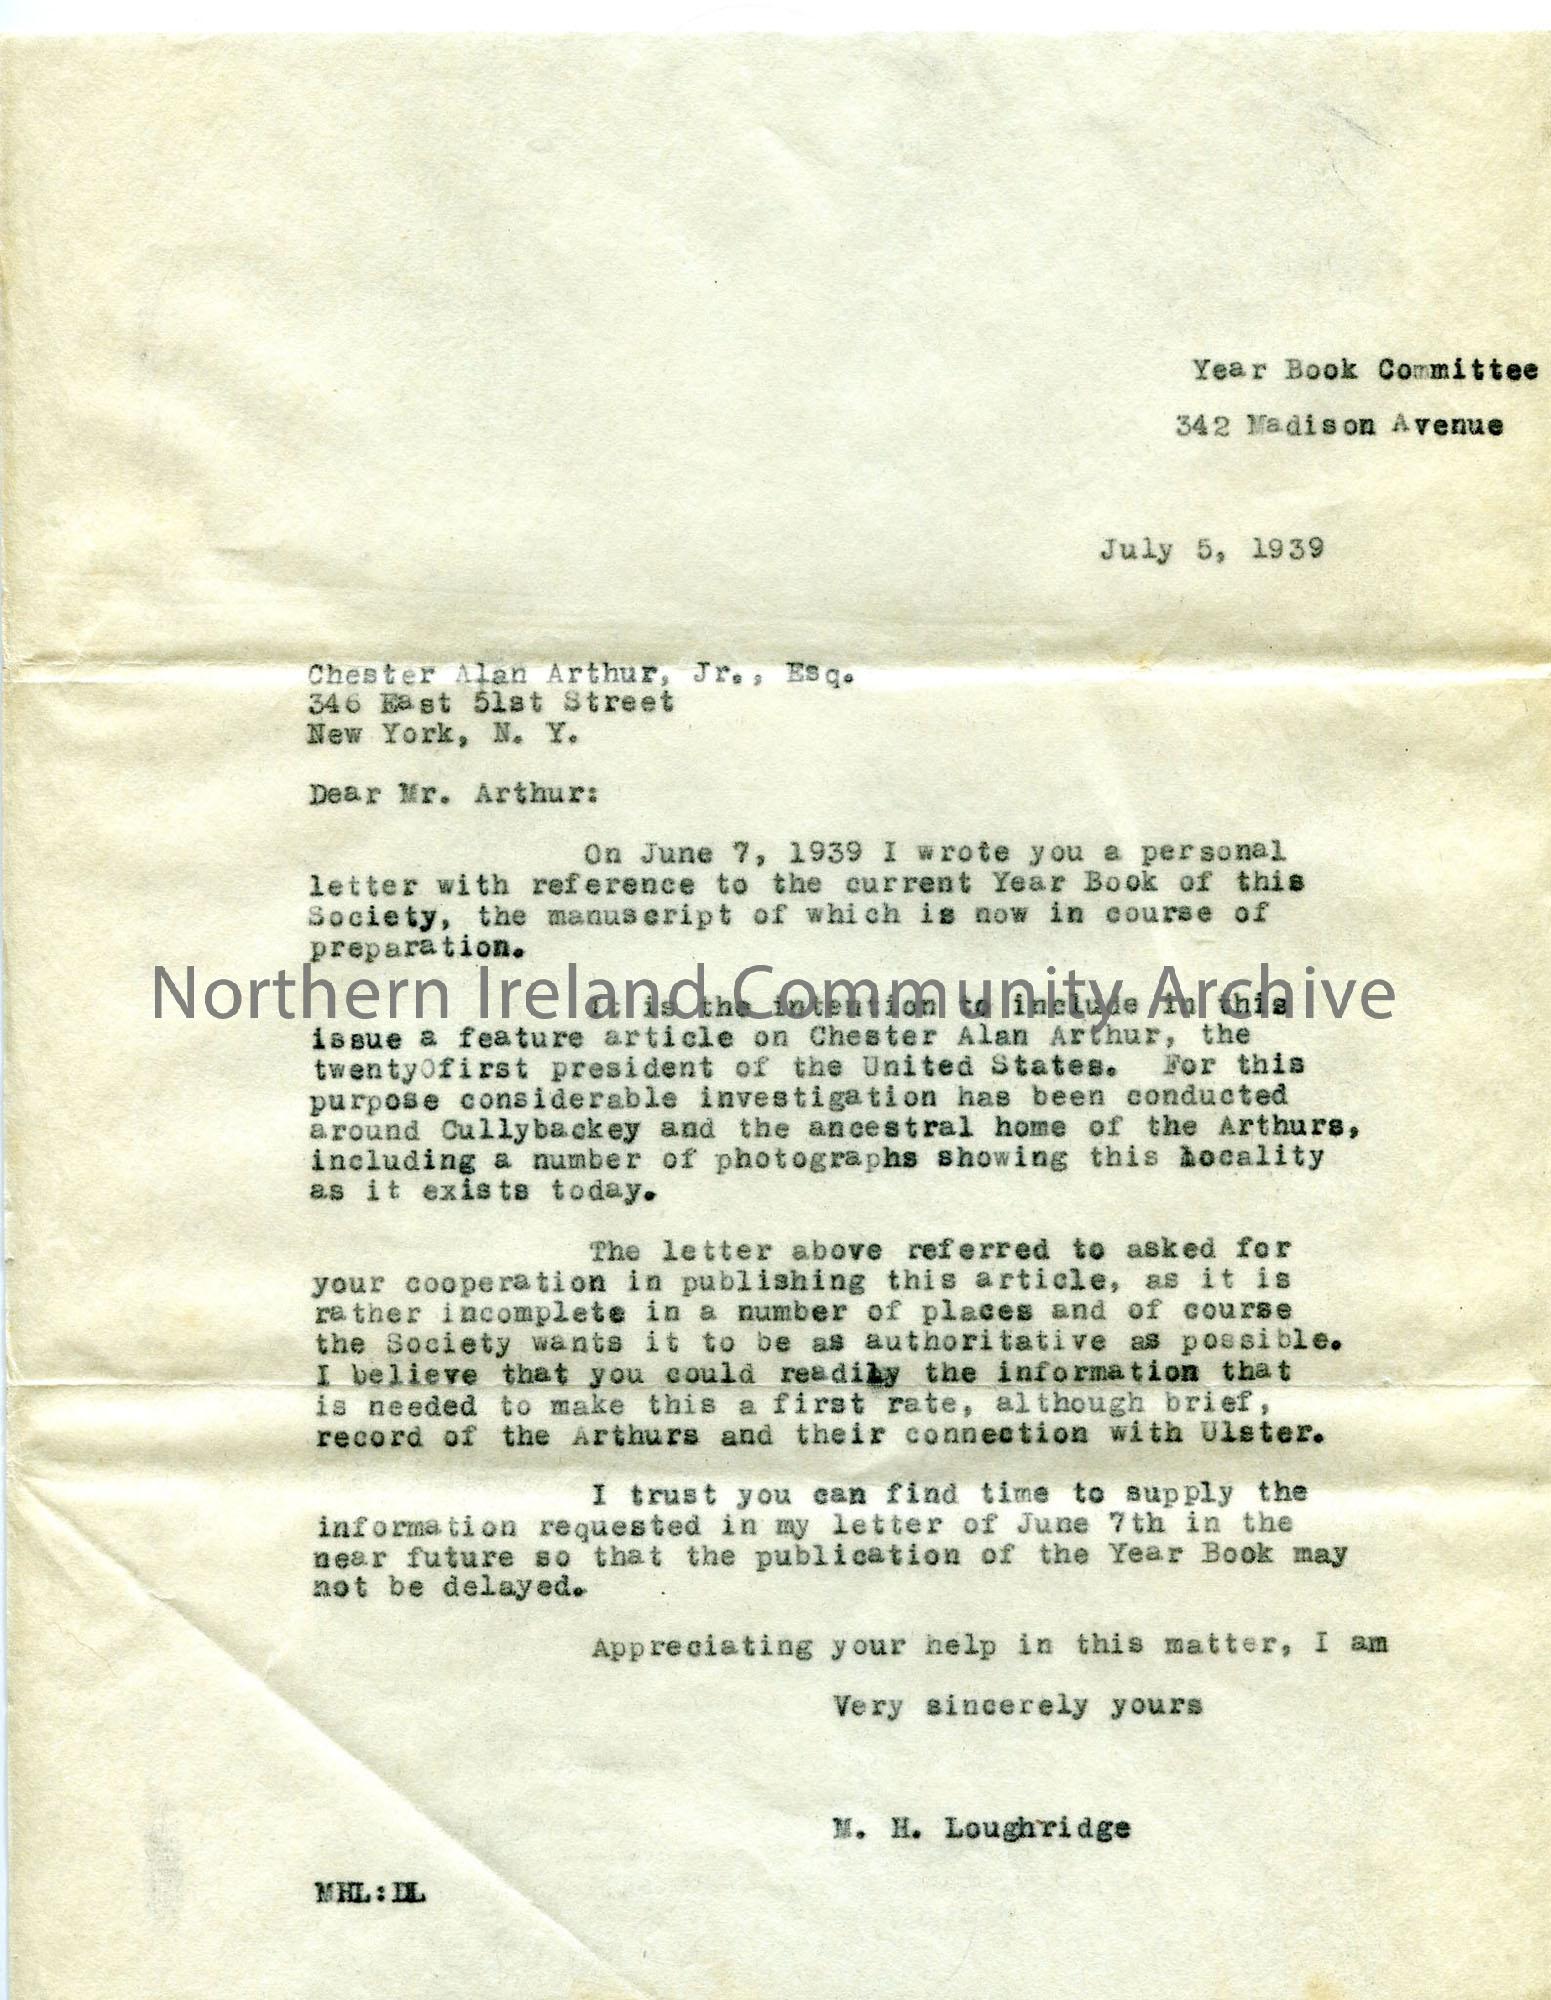 Year Book Committee
342 Madison Avenue
July 5, 1939
Chester Alan Arthur, Jr., Esq.
346 East 51st Street
New York, N. Y.
Dear Mr. Arthur:
On June 7, 1939 I wrote you a personal
letter with reference to the current Year Book of this
Society, the manuscript of which is now in course of
preparation.
Northern Ireland Community Archive
It is the intention to include in this
issue a feature article on Chester Alan Arthur, the
twenty0first president of the United States. For this
purpose considerable investigation has been conducted
around Cullybackey and the ancestral home of the Arthurs,
including a number of photographs showing this locality
as it exists today.
The letter above referred to asked for
your cooperation in publishing this article, as it is
rather incomplete in a number of places and of course
the Society wants it to be as authoritative as possible.
I believe that you could readily the information that
is needed to make this a first rate, although brief,
record of the Arthurs and their connection with Ulster.
I trust you can find time to supply the
information requested in my letter of June 7th in the
near future so that the publication of the Year Book may
not be delayed.
Appreciating your help in this matter, I am
Very sincerely yours
M. H. Loughridge
MHL:DL